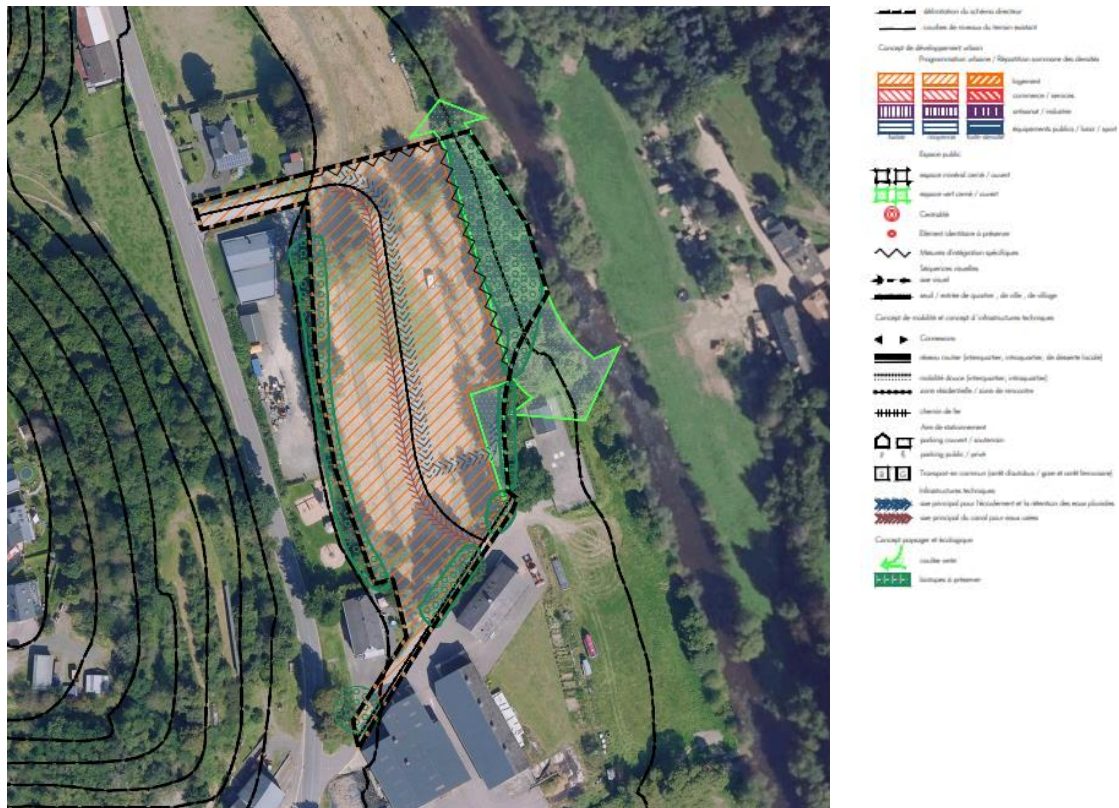 délimitation du schéma directeur
courbes de niveaux du terrain existant
Concept de développement urbain
Programmation urbaine / Répartition sommaire des densités
logement
commerce / services
artisanat / industrie
équipements publics / loisir / sport
faible moyenne forte densité
Espace public
espace minéral cerné / ouvert
espace vert cerné / ouvert
Centralité
Elément identitaire à préserver
Mesures d'intégration spécifiques
Séquences visuelles
axe visuel
seuil / entrée de quartier, de ville, de village
Concept de mobilité et concept d'infrastructures techniques
Connexions
réseau routier (interquartier, intraquartier, de desserte locale)
mobilité douce (interquartier, intraquartier)
zone résidentielle / zone de rencontre
chemin de fer
Aire de stationnement
parking couvert / souterrain
parking public / privé
Transport en commun (arrêt d'autobus / gare et arrêt ferroviaire)
Infrastructures techniques
axe principal pour l'écoulement et la rétention des eaux pluviales
axe principal du canal pour eaux usées
Concept paysager et écologique
coulée verte
biotopes à préserver